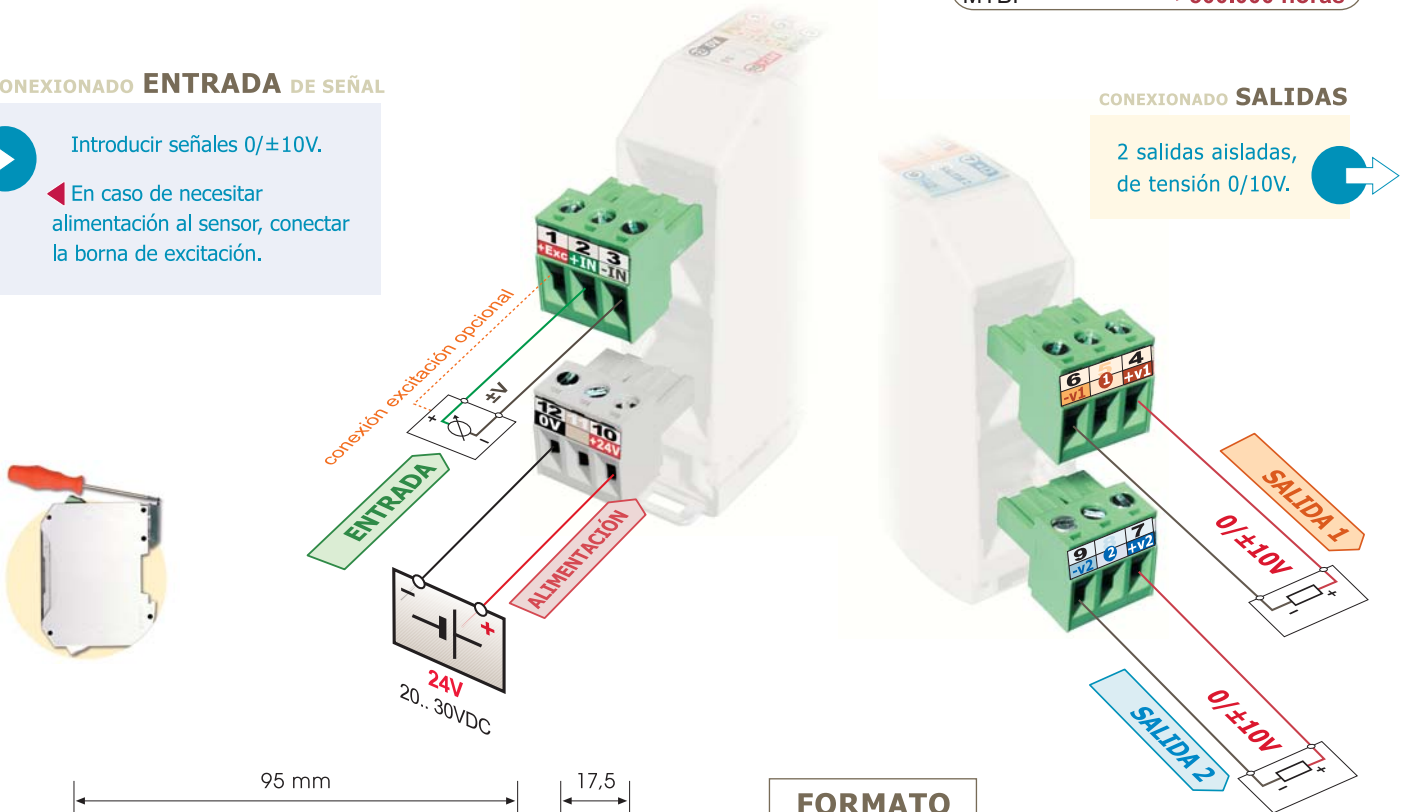 ONEXIONADO ENTRADA DE SEÑAL
Introducir señales 0/±10V.
En caso de necesitar
alimentación al sensor, conectar
la borna de excitación.
CONEXIONADO SALIDAS
2 salidas aisladas,
de tensión 0/10V.
1 2 3
+Exc +IN -IN
conexión excitación opcional
±V
+
-
ENTRADA
12 11 10
0V +24V
ALIMENTACIÓN
-
+
24V
20.. 30VDC
6 4
-v1 1 +v1
SALIDA 1
0/±10V
+
-
9 7
-v2 2 +v2
SALIDA 2
0/±10V
+
-
95 mm
17,5
FORMATO